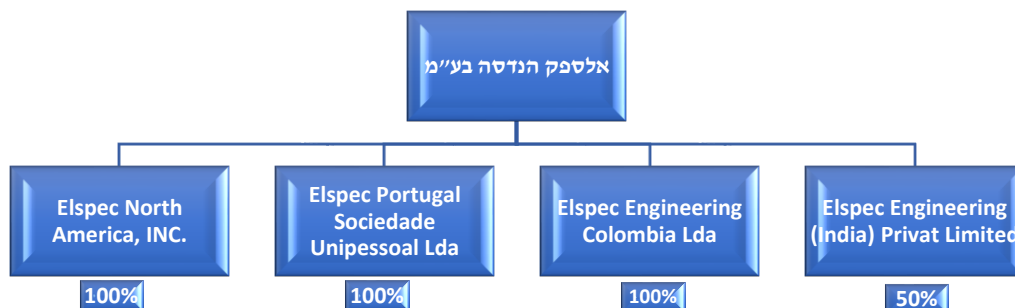 אלספק הנדסה בע"מ
Elspec North
America, INC.
Elspec Portugal
Sociedade
Unipessoal Lda
Elspec Engineering
Colombia Lda
Elspec Engineering
(India) Privat Limited
100%
100%
100%
50%